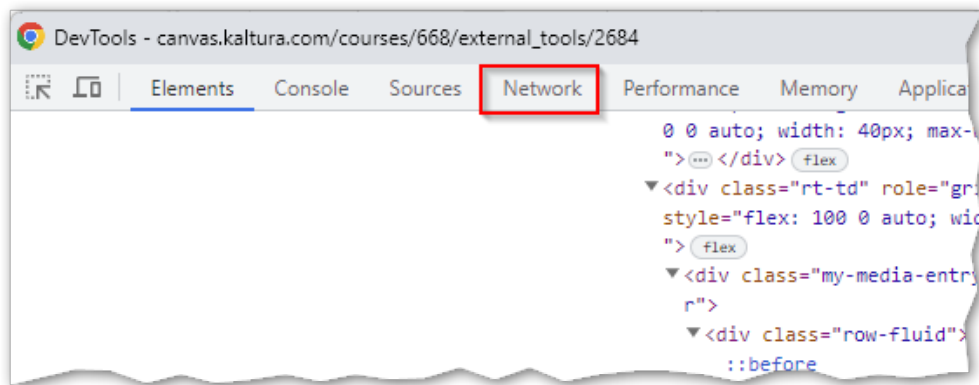 DevTools - canvas.kaltura.com/courses/668/external_tools/2684
Elements Console Sources Network Performance Memory Applica
0 0 auto; width: 40px; max-
"> </div> flex
<div class="rt-td" role="gri
style="flex: 100 0 auto; wid
"> flex
<div class="my-media-entry
r">
<div class="row-fluid">
::before